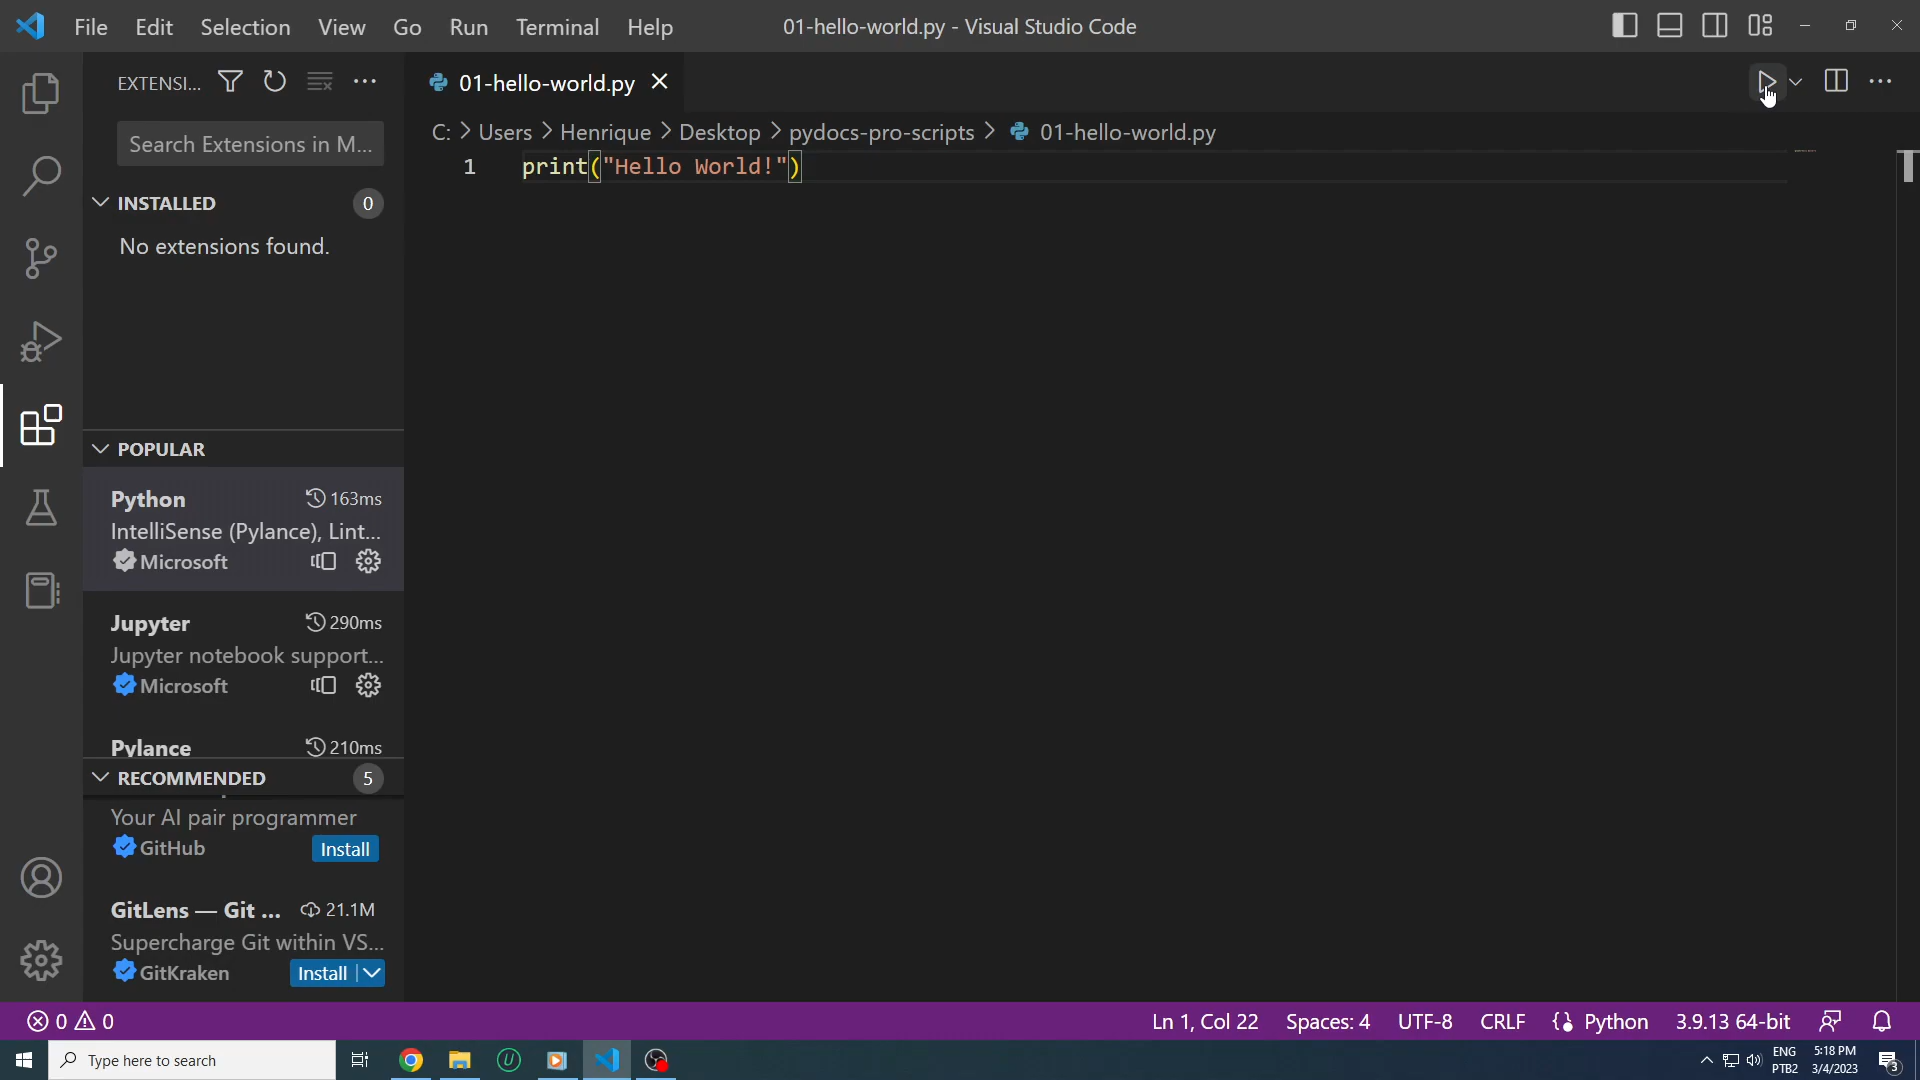 File Edit Selection View Go Run Terminal Help 01-hello-world.py - Visual Studio Code
EXTENSI...
Search Extensions in M...
INSTALLED 0
No extensions found.
POPULAR
Python 163ms
IntelliSense (Pylance), Lint...
Microsoft
Jupyter 290ms
Jupyter notebook support...
Microsoft
Pylance 210ms
RECOMMENDED 5
Your AI pair programmer
GitHub Install
GitLens — Git ... 21.1M
Supercharge Git within VS...
GitKraken Install
01-hello-world.py
C: > Users > Henrique > Desktop > pydocs-pro-scripts > 01-hello-world.py
1 print("Hello World!")
0 0 Ln 1, Col 22 Spaces: 4 UTF-8 CRLF {} Python 3.9.13 64-bit
Type here to search
ENG
PTB2
5:18 PM
3/4/2023
3